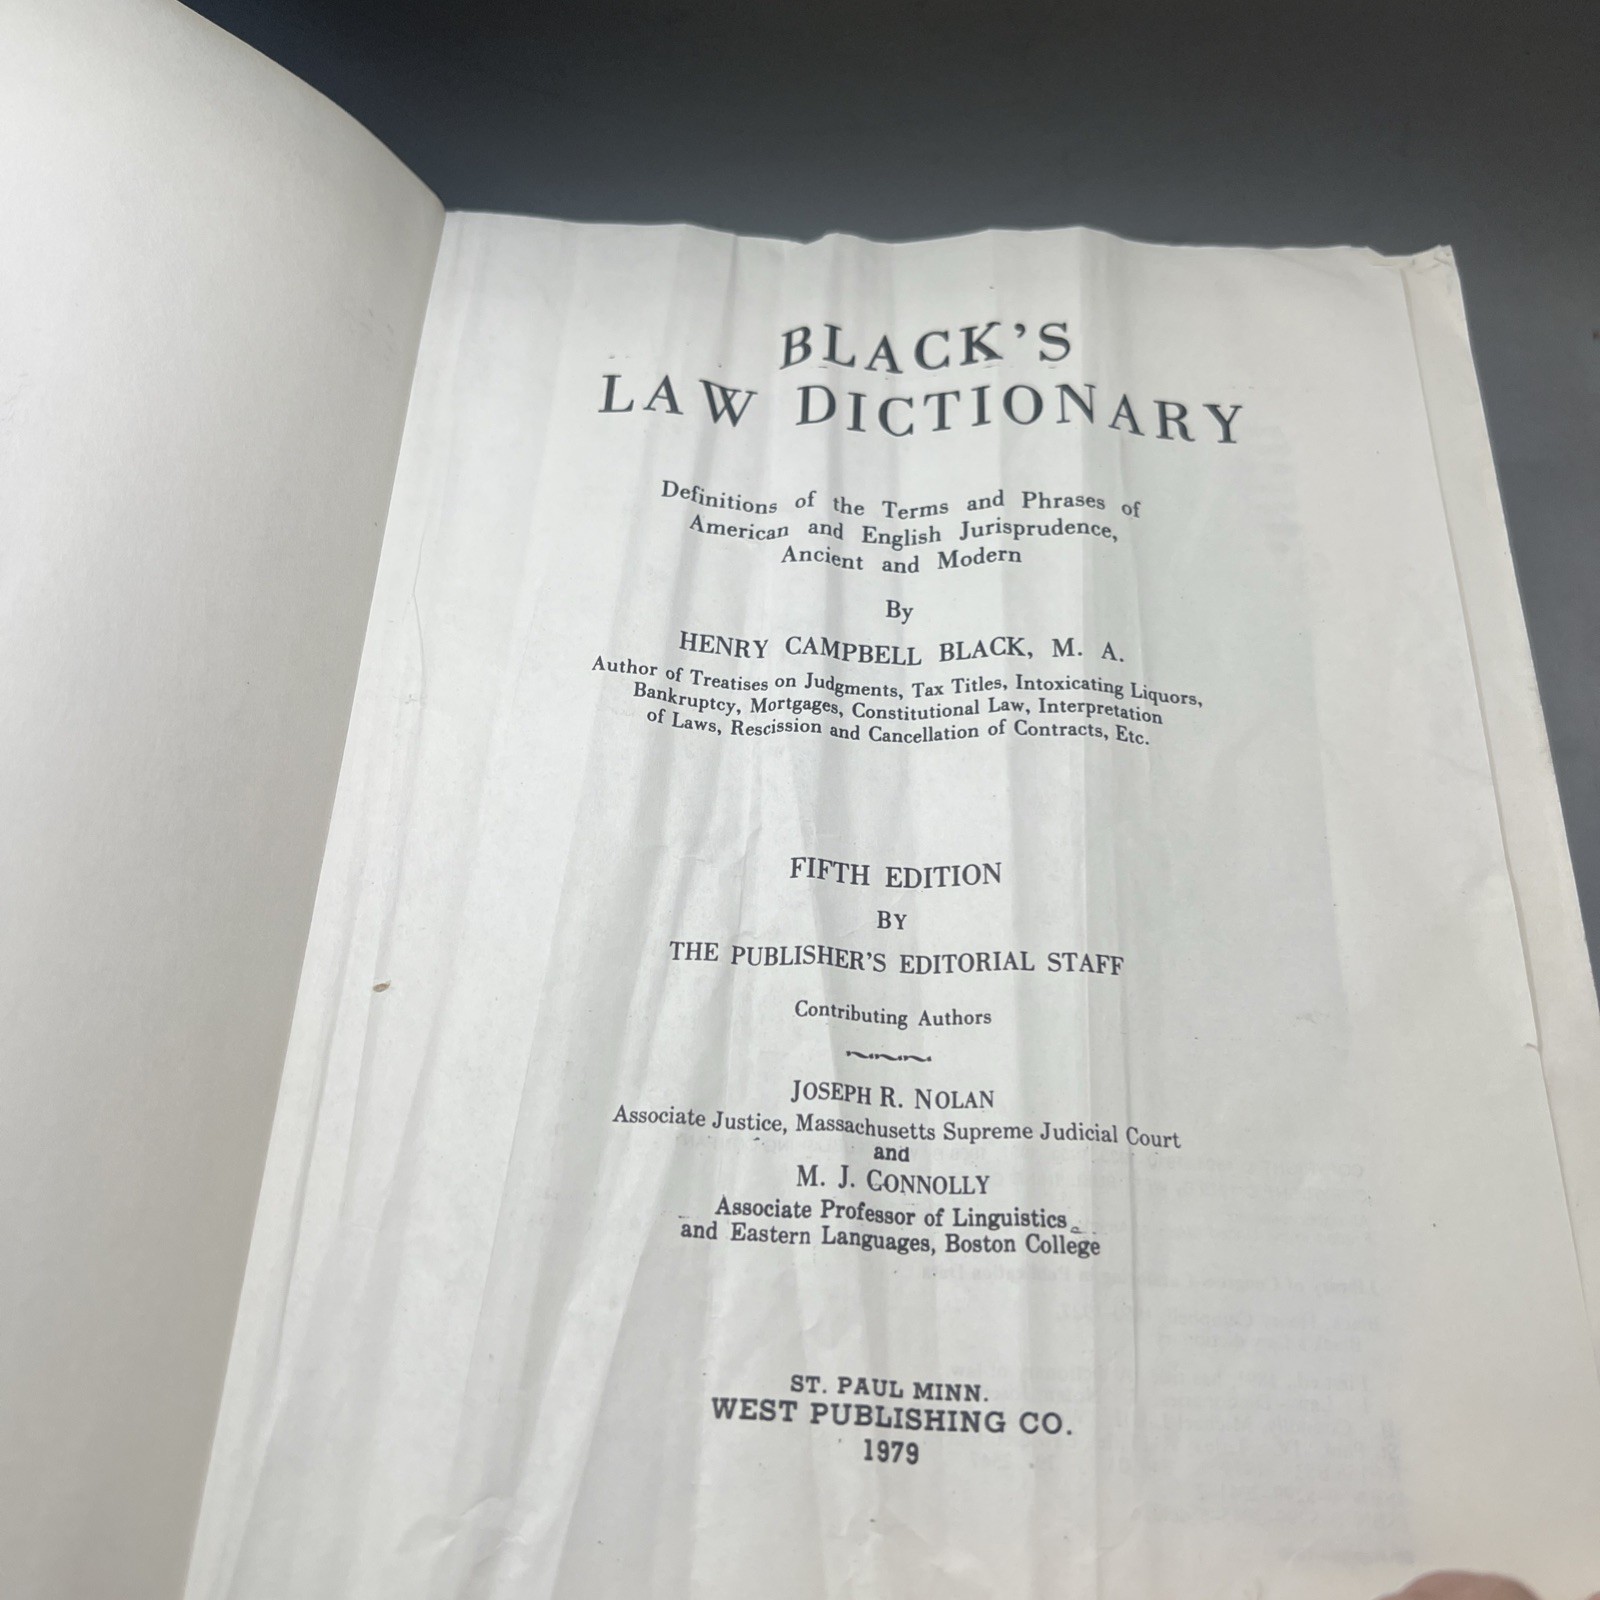 BLACK'S
LAW DICTIONARY
Definitions of the Terms and Phrases of
American and English Jurisprudence,
Ancient and Modern
By
HENRY CAMPBELL BLACK, M. A.
Author of Treatises on Judgments, Tax Titles, Intoxicating Liquors,
Bankruptcy, Mortgages, Constitutional Law, Interpretation
of Laws, Rescission and Cancellation of Contracts, Etc.
FIFTH EDITION
BY
THE PUBLISHER'S EDITORIAL STAFF
Contributing Authors
JOSEPH R. NOLAN
Associate Justice, Massachusetts Supreme Judicial Court
and
M. J. CONNOLLY
Associate Professor of Linguistics
and Eastern Languages, Boston College
ST. PAUL MINN.
WEST PUBLISHING CO.
1979